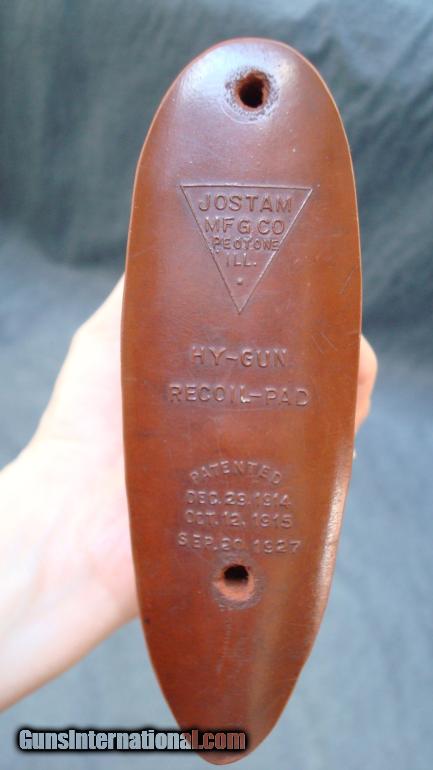 JOSTAM
MFG CO
PEOTONE
ILL.
HY-GUN
RECOIL-PAD
PATENTED
DEC. 29. 1914
OCT. 12. 1915
SEP. 20. 1927
GunsInternational.com